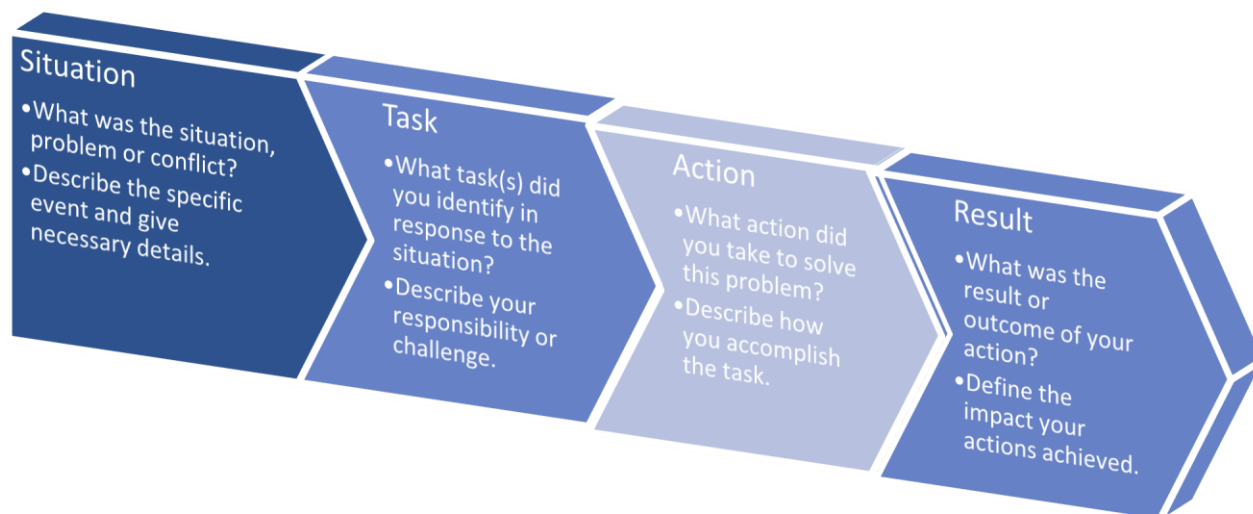 Situation
•What was the situation,
problem or conflict?
•Describe the specific
event and give
necessary details.
Task
•What task(s) did
you identify in
response to the
situation?
•Describe your
responsibility or
challenge.
Action
•What action did
you take to solve
this problem?
•Describe how
you accomplish
the task.
Result
•What was the
result or
outcome of your
action?
•Define the
impact your
actions achieved.